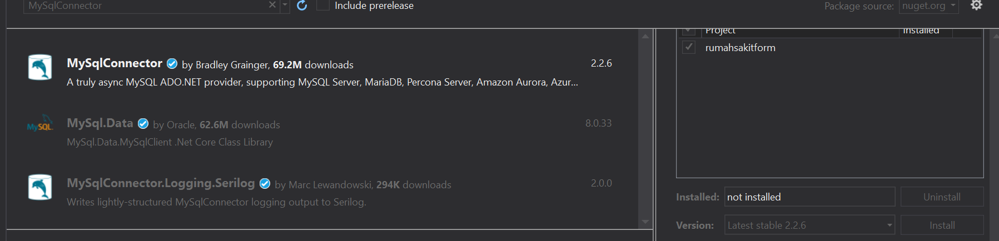 MySqlConnector
Include prerelease
Package source: nuget.org
MySqlConnector by Bradley Grainger, 69.2M downloads
2.2.6
A truly async MySQL ADO.NET provider, supporting MySQL Server, MariaDB, Percona Server, Amazon Aurora, Azur...
MySQL
MySql.Data by Oracle, 62.6M downloads
8.0.33
MySql.Data.MySqlClient .Net Core Class Library
MySqlConnector.Logging.Serilog by Marc Lewandowski, 294K downloads
2.0.0
Writes lightly-structured MySqlConnector logging output to Serilog.
Project Installed
rumahsakitform
Installed: not installed Uninstall
Version: Latest stable 2.2.6 Install